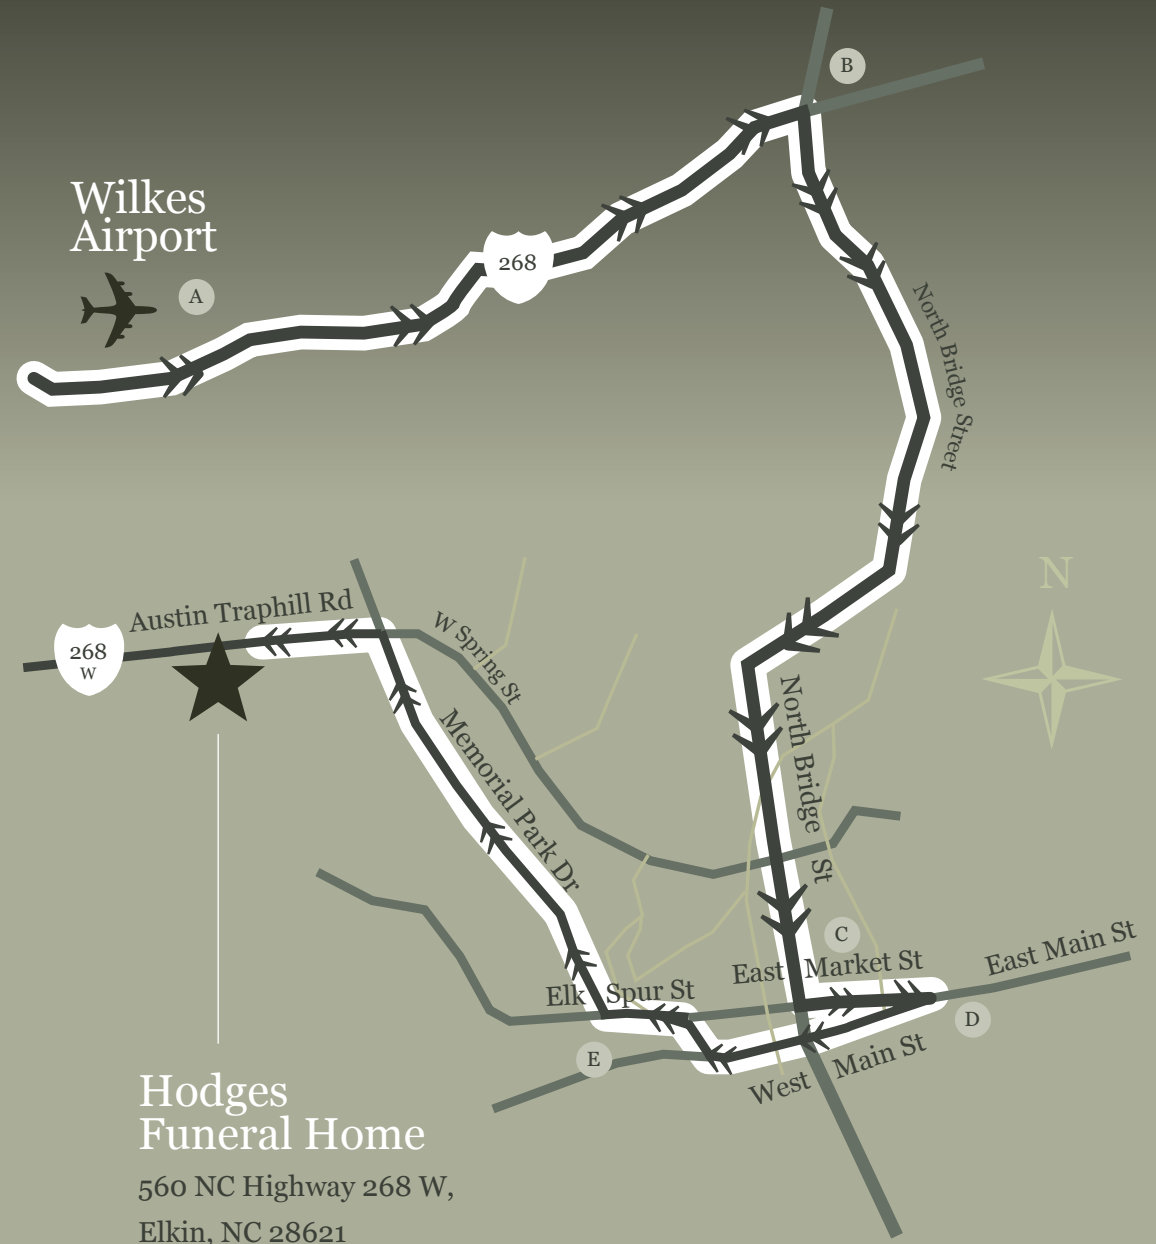 B
Wilkes
Airport
A
268
North Bridge Street
N
Austin Traphill Rd
268
W
W Spring St
Memorial Park Dr
North Bridge St
C
East Market St
East Main St
Elk Spur St
D
E
West Main St
Hodges
Funeral Home
560 NC Highway 268 W,
Elkin, NC 28621